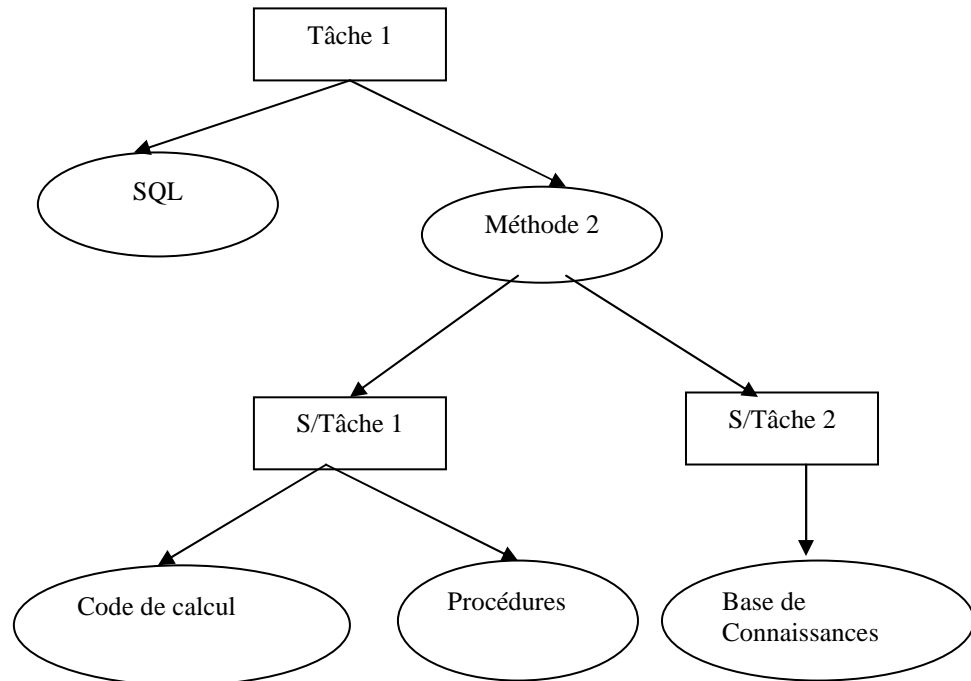 Tâche 1
SQL
Méthode 2
S/Tâche 1
S/Tâche 2
Code de calcul
Procédures
Base de
Connaissances